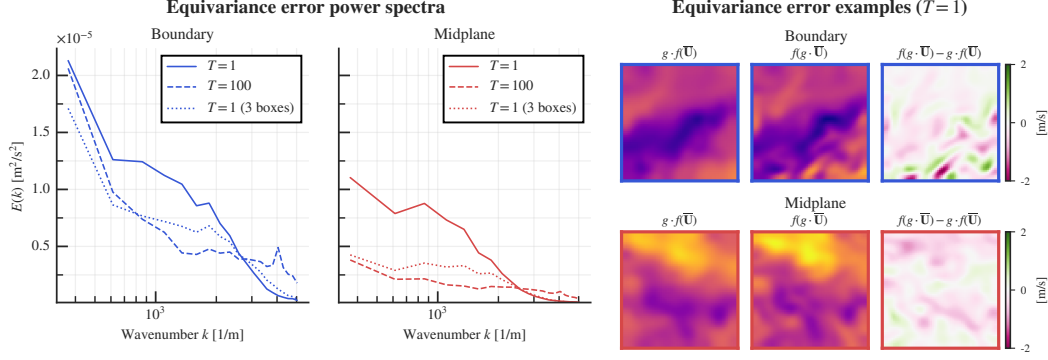 Equivariance error power spectra
Boundary
Midplane
×10⁻⁵
T = 1
T = 100
T = 1 (3 boxes)
T = 1
T = 100
T = 1 (3 boxes)
2.0
1.5
1.0
0.5
E(k) [m²/s²]
10³
10³
Wavenumber k [1/m]
Wavenumber k [1/m]
Equivariance error examples (T = 1)
Boundary
g · f(U̅) f(g · U̅) f(g · U̅) − g · f(U̅)
2
0
-2
[m/s]
Midplane
g · f(U̅) f(g · U̅) f(g · U̅) − g · f(U̅)
2
0
-2
[m/s]